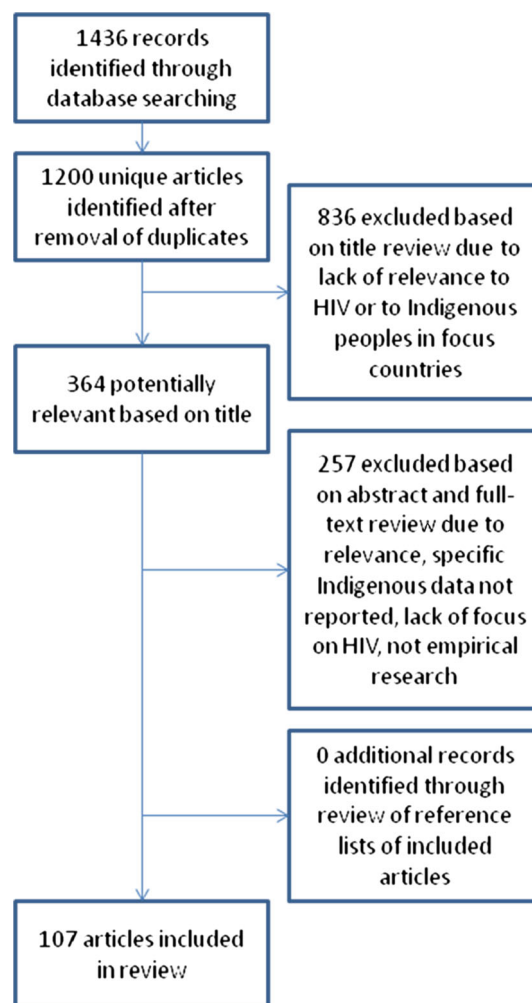 1436 records
identified through
database searching
1200 unique articles
identified after
removal of duplicates
836 excluded based
on title review due to
lack of relevance to
HIV or to Indigenous
peoples in focus
countries
364 potentially
relevant based on title
257 excluded based
on abstract and full-
text review due to
relevance, specific
Indigenous data not
reported, lack of focus
on HIV, not empirical
research
0 additional records
identified through
review of reference
lists of included
articles
107 articles included
in review